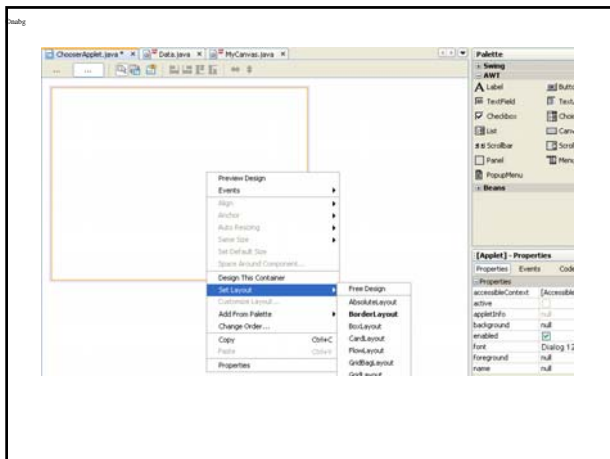 ChooserApplet.java * × Data.java × MyCanvas.java ×
Preview Design
Events
Align
Anchor
Auto Resizing
Same Size
Set Default Size
Space Around Component...
Design This Container
Set Layout
Customize Layout...
Add From Palette
Change Order...
Copy Ctrl+C
Paste Ctrl+V
Properties
Free Design
AbsoluteLayout
BorderLayout
BoxLayout
CardLayout
FlowLayout
GridBagLayout
GridLayout
Palette
+ Swing
- AWT
Label
TextField
Checkbox
List
Scrollbar
Panel
PopupMenu
+ Beans
[Applet] - Properties
Properties Events Code
- Properties
accessibleContext [Accessible
active
appletInfo null
background null
enabled
font Dialog 12
foreground null
name null